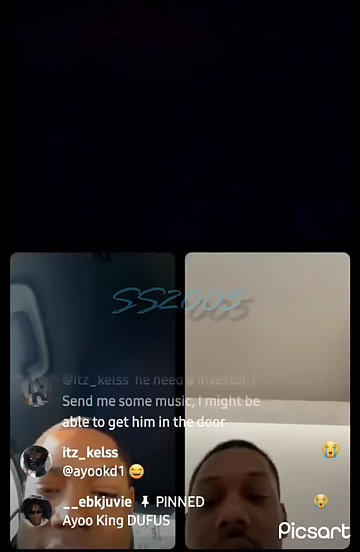 SS2005
@itz_kelss he need a investor ?
Send me some music, I might be
able to get him in the door
itz_kelss
@ayookd1 😂
__ebkjuvie 📌 PINNED
Ayoo King DUFUS
Picsart